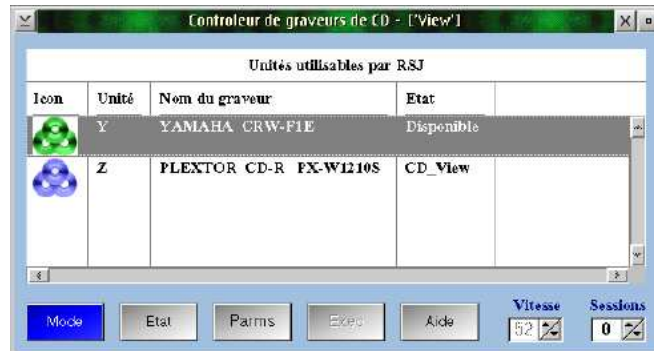 Controleur de graveurs de CD - ['View']
Unités utilisables par RSJ
Icon Unité Nom du graveur Etat
Y YAMAHA CRW-F1E Disponible
Z PLEXTOR CD-R PX-W1210S CD_View
Vitesse Sessions
Mode Etat Parms Exec Aide 52 0